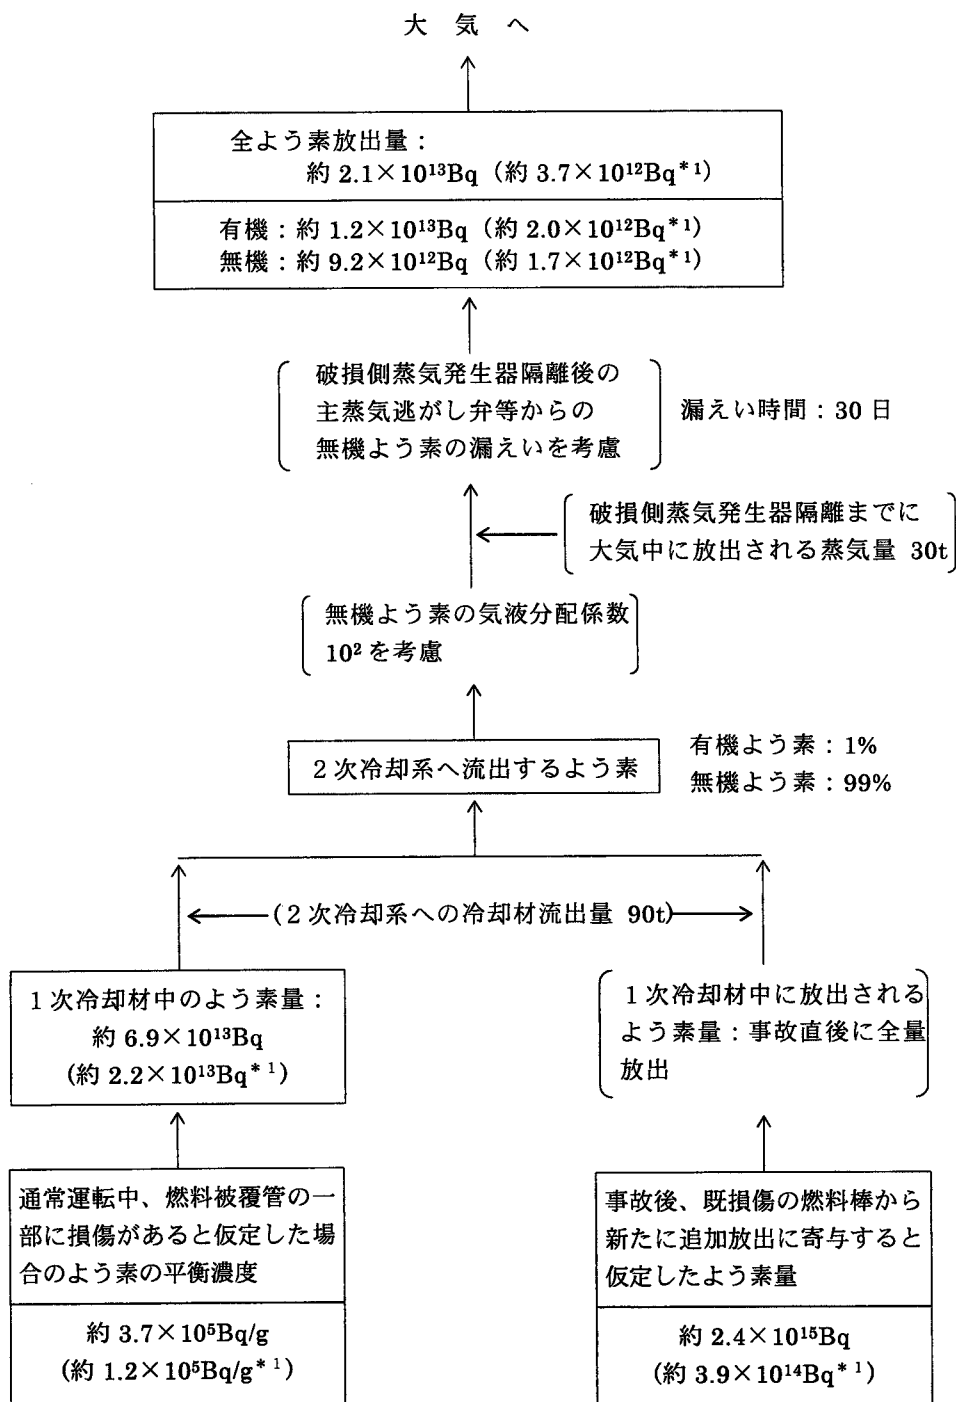 大 気 へ
全よう素放出量：
約 2.1×10¹³Bq（約 3.7×10¹²Bq*¹）
有機：約 1.2×10¹³Bq（約 2.0×10¹²Bq*¹）
無機：約 9.2×10¹²Bq（約 1.7×10¹²Bq*¹）
破損側蒸気発生器隔離後の
主蒸気逃がし弁等からの
無機よう素の漏えいを考慮
漏えい時間：30 日
破損側蒸気発生器隔離までに
大気中に放出される蒸気量 30t
無機よう素の気液分配係数
10² を考慮
２次冷却系へ流出するよう素
有機よう素：1%
無機よう素：99%
（２次冷却系への冷却材流出量 90t）
１次冷却材中のよう素量：
約 6.9×10¹³Bq
（約 2.2×10¹³Bq*¹）
１次冷却材中に放出される
よう素量：事故直後に全量
放出
通常運転中、燃料被覆管の一
部に損傷があると仮定した場
合のよう素の平衡濃度
約 3.7×10⁵Bq/g
（約 1.2×10⁵Bq/g*¹）
事故後、既損傷の燃料棒から
新たに追加放出に寄与すると
仮定したよう素量
約 2.4×10¹⁵Bq
（約 3.9×10¹⁴Bq*¹）